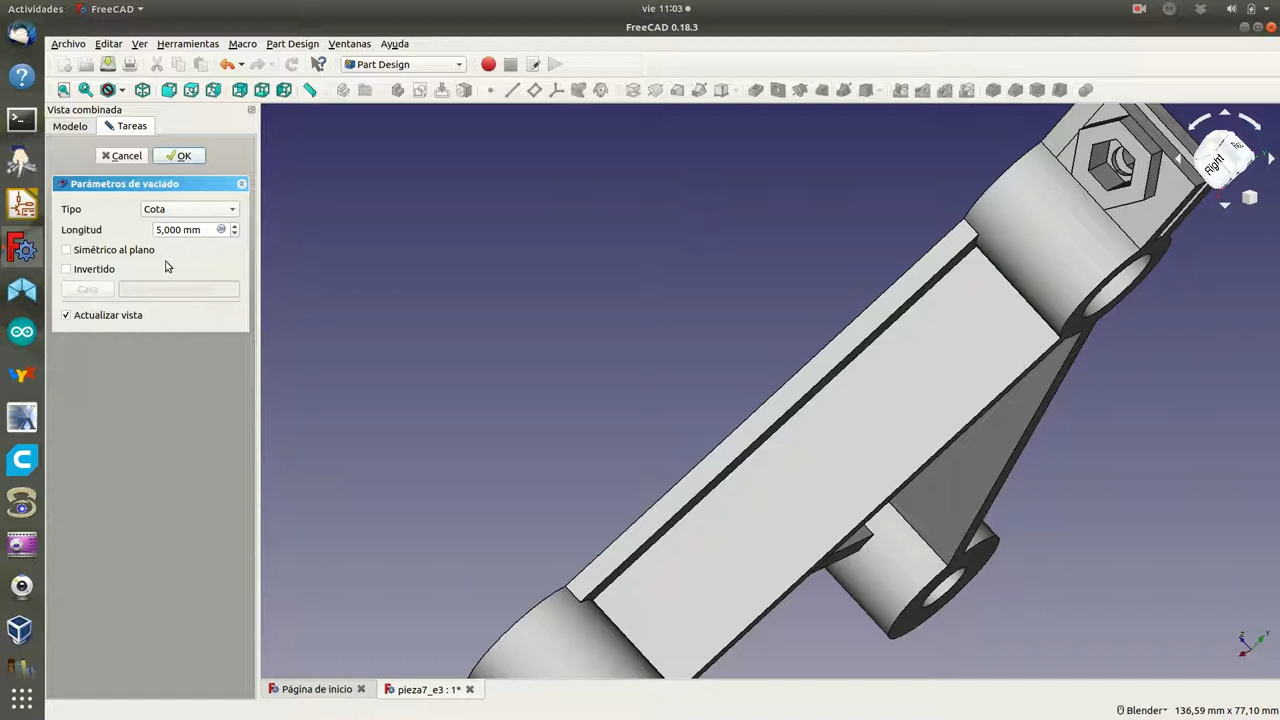 Actividades FreeCAD vie 11:03
FreeCAD 0.18.3
Archivo Editar Ver Herramientas Macro Part Design Ventanas Ayuda
Part Design
Vista combinada
Modelo Tareas
Cancel OK
Parámetros de vaciado
Tipo Cota
Longitud 5,000 mm
Simétrico al plano
Invertido
Cara
Actualizar vista
Right
Página de inicio pieza7_e3 : 1*
Blender 136,59 mm x 77,10 mm